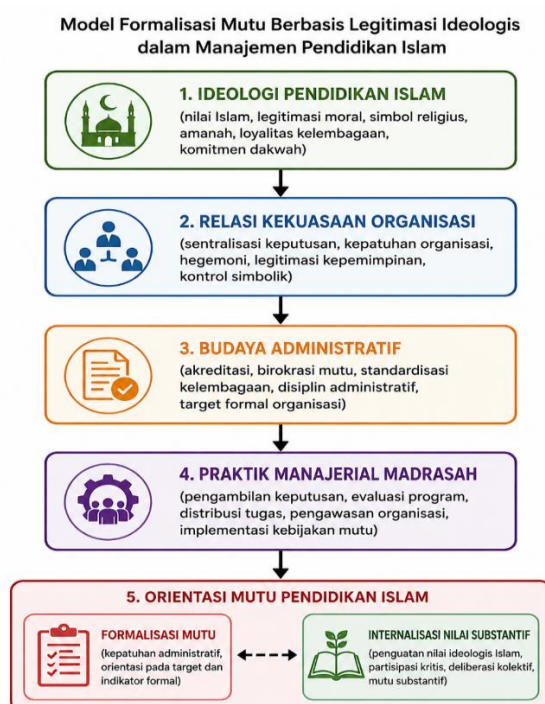 Model Formalisasi Mutu Berbasis Legitimasi Ideologis
dalam Manajemen Pendidikan Islam
1. IDEOLOGI PENDIDIKAN ISLAM
(nilai Islam, legitimasi moral, simbol religius,
amanah, loyalitas kelembagaan,
komitmen dakwah)
2. RELASI KEKUASAAN ORGANISASI
(sentralisasi keputusan, kepatuhan organisasi,
hegemoni, legitimasi kepemimpinan,
kontrol simbolik)
3. BUDAYA ADMINISTRATIF
(akreditasi, birokrasi mutu, standardisasi
kelembagaan, disiplin administratif,
target formal organisasi)
4. PRAKTIK MANAJERIAL MADRASAH
(pengambilan keputusan, evaluasi program,
distribusi tugas, pengawasan organisasi,
implementasi kebijakan mutu)
5. ORIENTASI MUTU PENDIDIKAN ISLAM
FORMALISASI MUTU
(kepatuhan administratif,
orientasi pada target dan
indikator formal)
INTERNALISASI NILAI SUBSTANTIF
(penguatan nilai ideologis Islam,
partisipasi kritis, deliberasi kolektif,
mutu substantif)